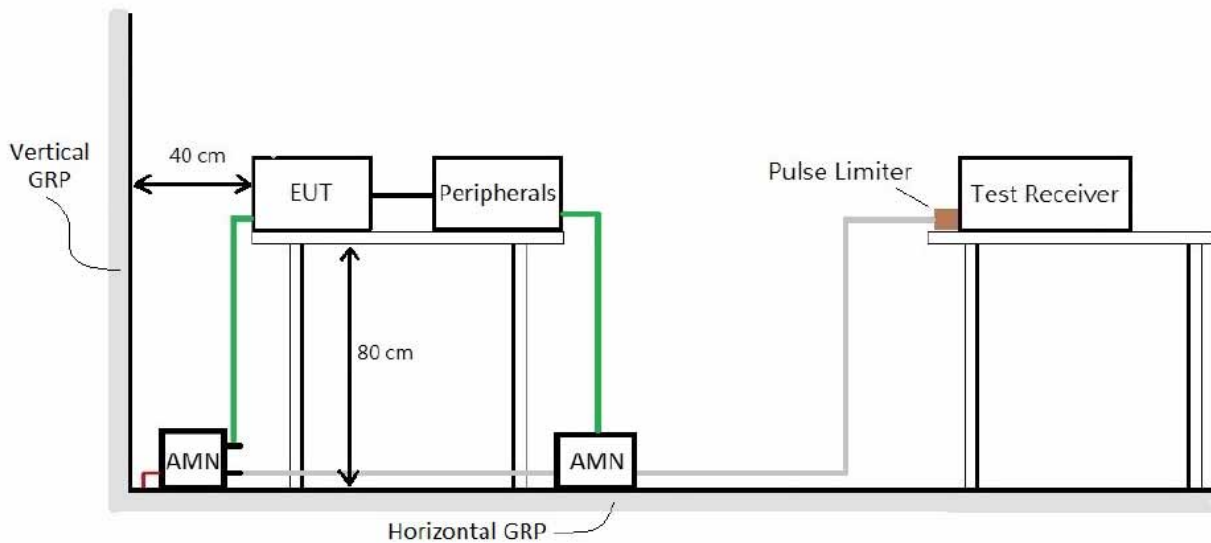 40 cm
Vertical
GRP
EUT
Peripherals
Pulse Limiter
Test Receiver
80 cm
AMN
AMN
Horizontal GRP